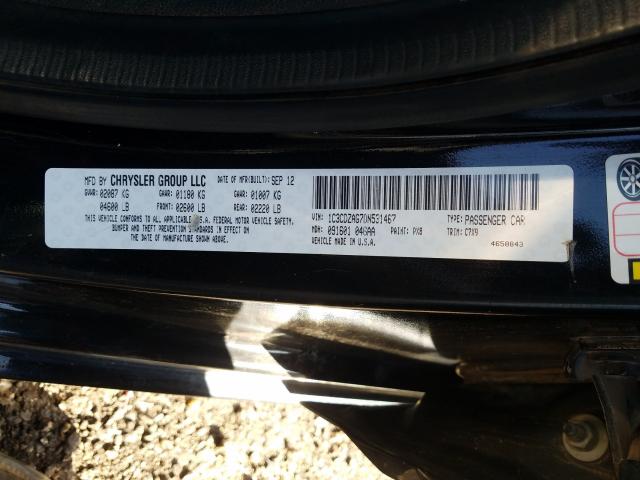 MFD BY CHRYSLER GROUP LLC DATE OF MFR(BUILT): SEP 12
GVWR: 02087 KG GAWR: 01180 KG GAWR: 01007 KG
04600 LB FRONT: 02600 LB REAR: 02220 LB
THIS VEHICLE CONFORMS TO ALL APPLICABLE U.S.A. FEDERAL MOTOR VEHICLE SAFETY,
BUMPER AND THEFT PREVENTION STANDARDS IN EFFECT ON
THE DATE OF MANUFACTURE SHOWN ABOVE.
VIN: 1C3CDZAG7DN531467 TYPE: PASSENGER CAR
MDH: 091601 046AA PAINT: PX8 TRIM: C7X9
VEHICLE MADE IN U.S.A. 4650843